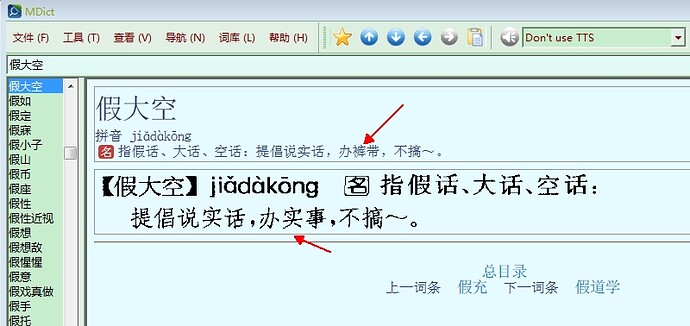 MDict
文件 (F) 工具 (T) 查看 (V) 导航 (N) 词库 (L) 帮助 (H) Don't use TTS
假大空
假大空
假如
假定
假寐
假小子
假山
假币
假座
假性
假性近视
假想
假想敌
假惺惺
假意
假戏真做
假手
假托
假大空
拼音 jiǎdàkōng
名 指假话、大话、空话：提倡说实话，办裤带，不搞～。
【假大空】jiǎdàkōng 名 指假话、大话、空话：
提倡说实话，办实事，不搞～。
总目录
上一词条 假充 下一词条 假道学